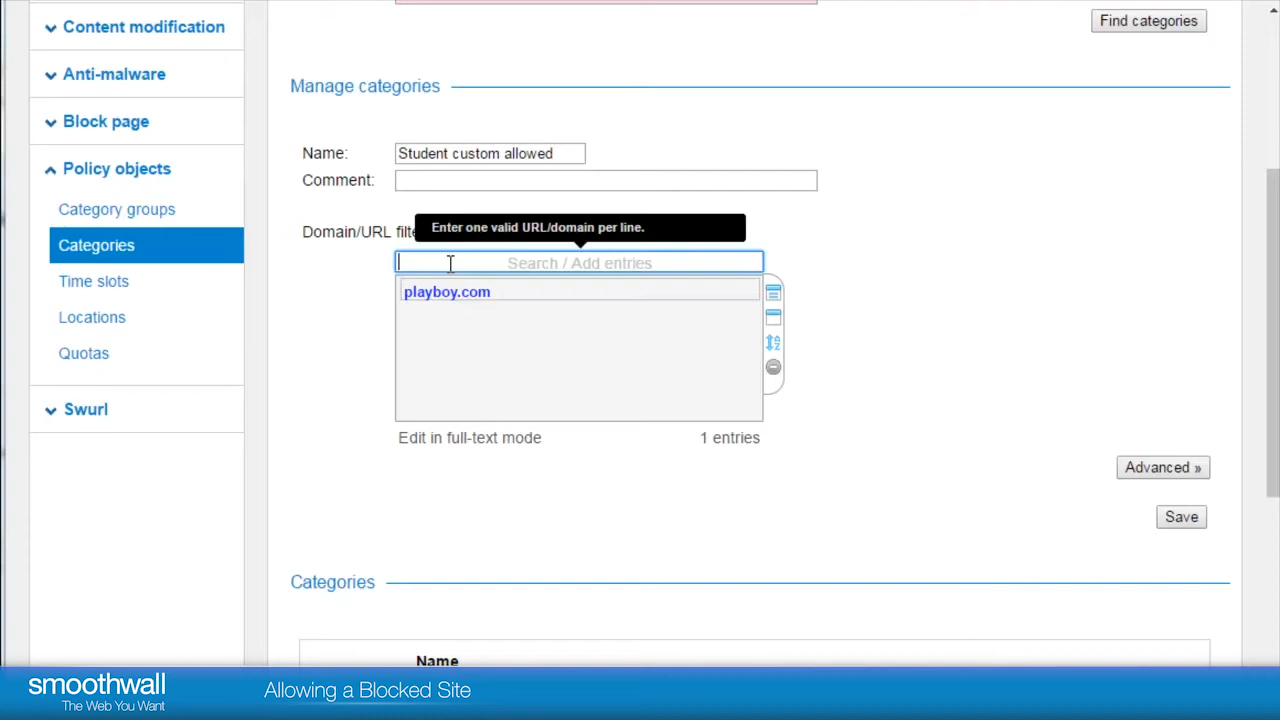 Content modification
Find categories
Anti-malware
Manage categories
Block page
Name: Student custom allowed
Policy objects
Comment:
Category groups
Enter one valid URL/domain per line.
Domain/URL filte
Categories
Search / Add entries
Time slots
playboy.com
Locations
Quotas
Swurl
Edit in full-text mode 1 entries
Advanced »
Save
Categories
Name
smoothwall
The Web You Want
Allowing a Blocked Site